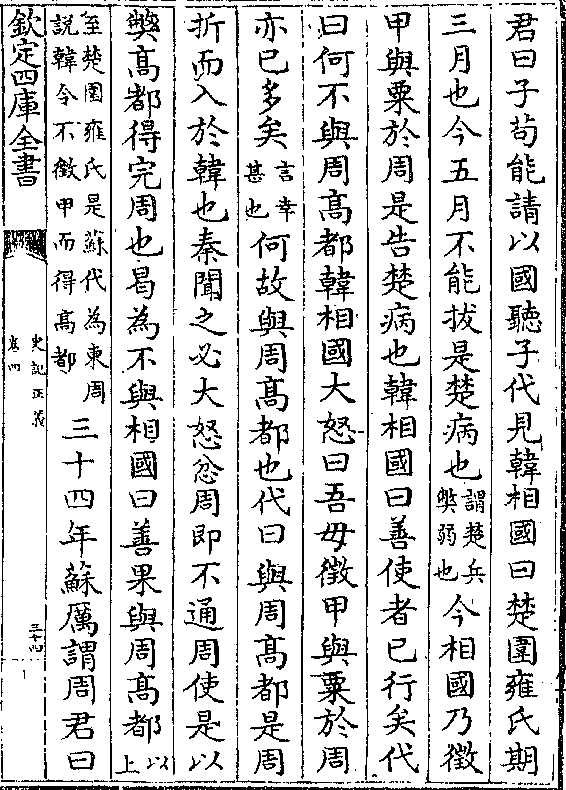 君曰子苟能請以國聽子代見韓相國曰楚圍雍氏期
三月也今五月不能拔是楚病也謂楚兵弊弱也今相國乃徵
甲與粟於周是告楚病也韓相國曰善使者已行矣代
曰何不與周高都韓相國大怒曰吾毋徵甲與粟於周
亦已多矣言幸甚也何故與周高都也代曰與周高都是周
折而入於韓也秦聞之必大怒忿周即不通周使是以
弊高都得完周也曷為不與相國曰善果與周高都以上
至楚圍雍氏是蘇代為東周說韓令不徵甲而得高都三十四年蘇厲謂周君曰
欽定四庫全書
史記正義
卷四
三十四